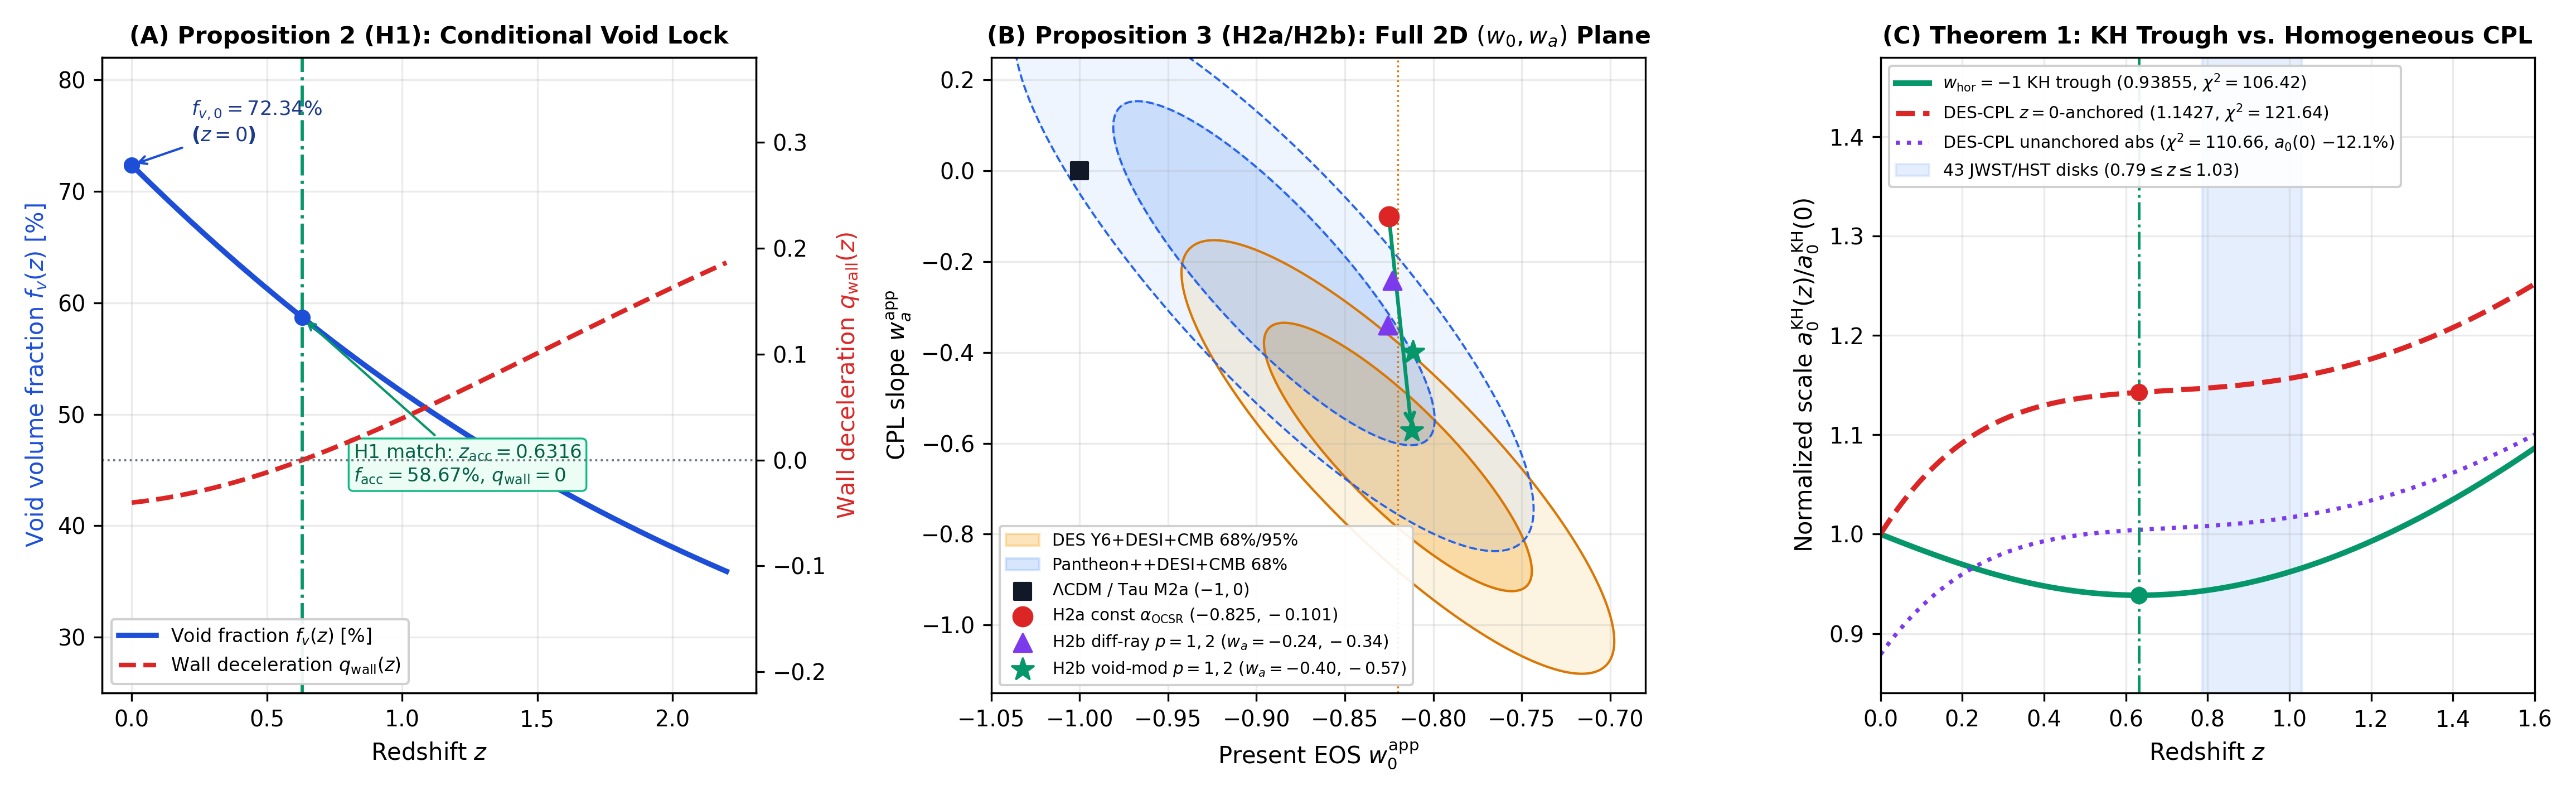 (A) Proposition 2 (H1): Conditional Void Lock
80
70
60
50
40
30
Void volume fraction f_v(z) [%]
f_{v,0} = 72.34%
(z = 0)
H1 match: z_acc = 0.6316
f_acc = 58.67%, q_wall = 0
Void fraction f_v(z) [%]
Wall deceleration q_wall(z)
0.0 0.5 1.0 1.5 2.0
Redshift z
0.3
0.2
0.1
0.0
−0.1
−0.2
Wall deceleration q_wall(z)
(B) Proposition 3 (H2a/H2b): Full 2D (w_0, w_a) Plane
0.2
0.0
−0.2
−0.4
−0.6
−0.8
−1.0
CPL slope w_a^app
DES Y6+DESI+CMB 68%/95%
Pantheon++DESI+CMB 68%
ΛCDM / Tau M2a (−1, 0)
H2a const α_OCSR (−0.825, −0.101)
H2b diff-ray p = 1, 2 (w_a = −0.24, −0.34)
H2b void-mod p = 1, 2 (w_a = −0.40, −0.57)
−1.05 −1.00 −0.95 −0.90 −0.85 −0.80 −0.75 −0.70
Present EOS w_0^app
(C) Theorem 1: KH Trough vs. Homogeneous CPL
1.4
1.3
1.2
1.1
1.0
0.9
Normalized scale a_0^KH(z)/a_0^KH(0)
w_hor = −1 KH trough (0.93855, χ² = 106.42)
DES-CPL z = 0-anchored (1.1427, χ² = 121.64)
DES-CPL unanchored abs (χ² = 110.66, a_0(0) −12.1%)
43 JWST/HST disks (0.79 ≤ z ≤ 1.03)
0.0 0.2 0.4 0.6 0.8 1.0 1.2 1.4 1.6
Redshift z